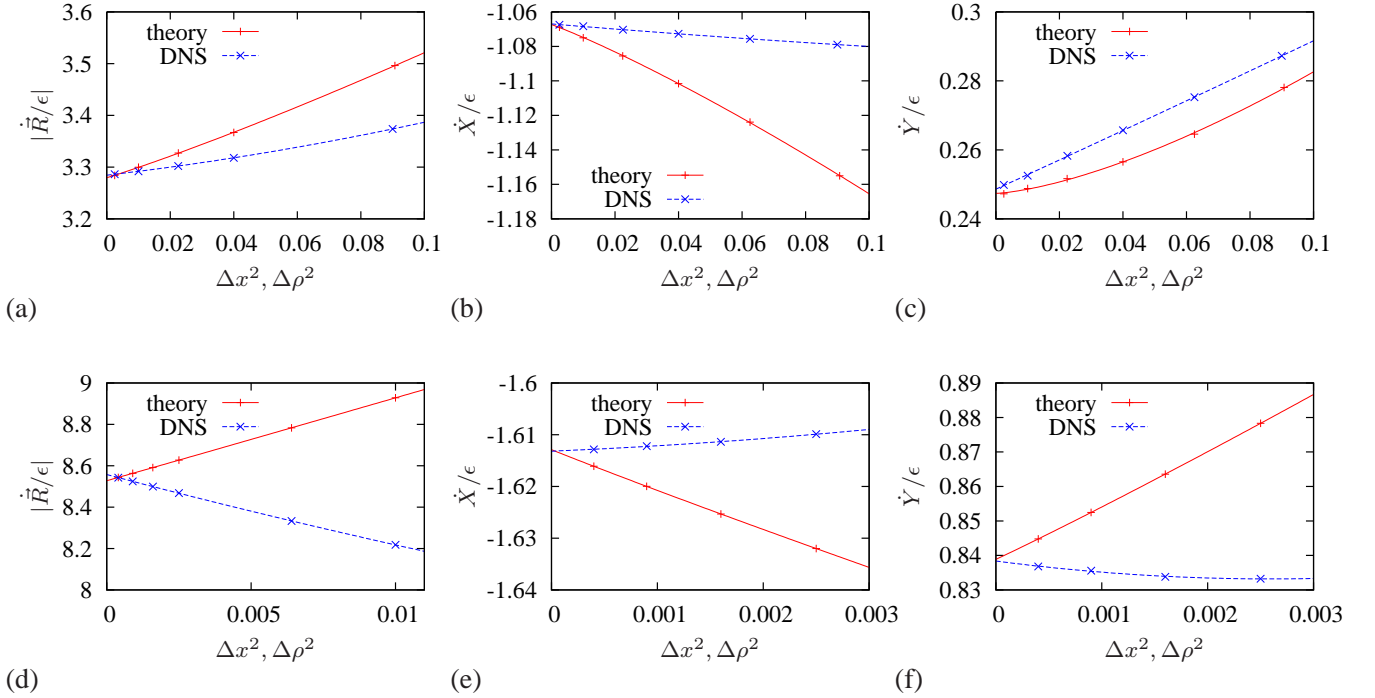 3.6
3.5
3.4
3.3
3.2
|Ṙ⃗/ϵ|
theory
DNS
0 0.02 0.04 0.06 0.08 0.1
Δx², Δρ²
(a)
-1.06
-1.08
-1.1
-1.12
-1.14
-1.16
-1.18
Ẋ/ϵ
theory
DNS
0 0.02 0.04 0.06 0.08 0.1
Δx², Δρ²
(b)
0.3
0.28
0.26
0.24
Ẏ/ϵ
theory
DNS
0 0.02 0.04 0.06 0.08 0.1
Δx², Δρ²
(c)
9
8.8
8.6
8.4
8.2
8
|Ṙ⃗/ϵ|
theory
DNS
0 0.005 0.01
Δx², Δρ²
(d)
-1.6
-1.61
-1.62
-1.63
-1.64
Ẋ/ϵ
theory
DNS
0 0.001 0.002 0.003
Δx², Δρ²
(e)
0.89
0.88
0.87
0.86
0.85
0.84
0.83
Ẏ/ϵ
theory
DNS
0 0.001 0.002 0.003
Δx², Δρ²
(f)